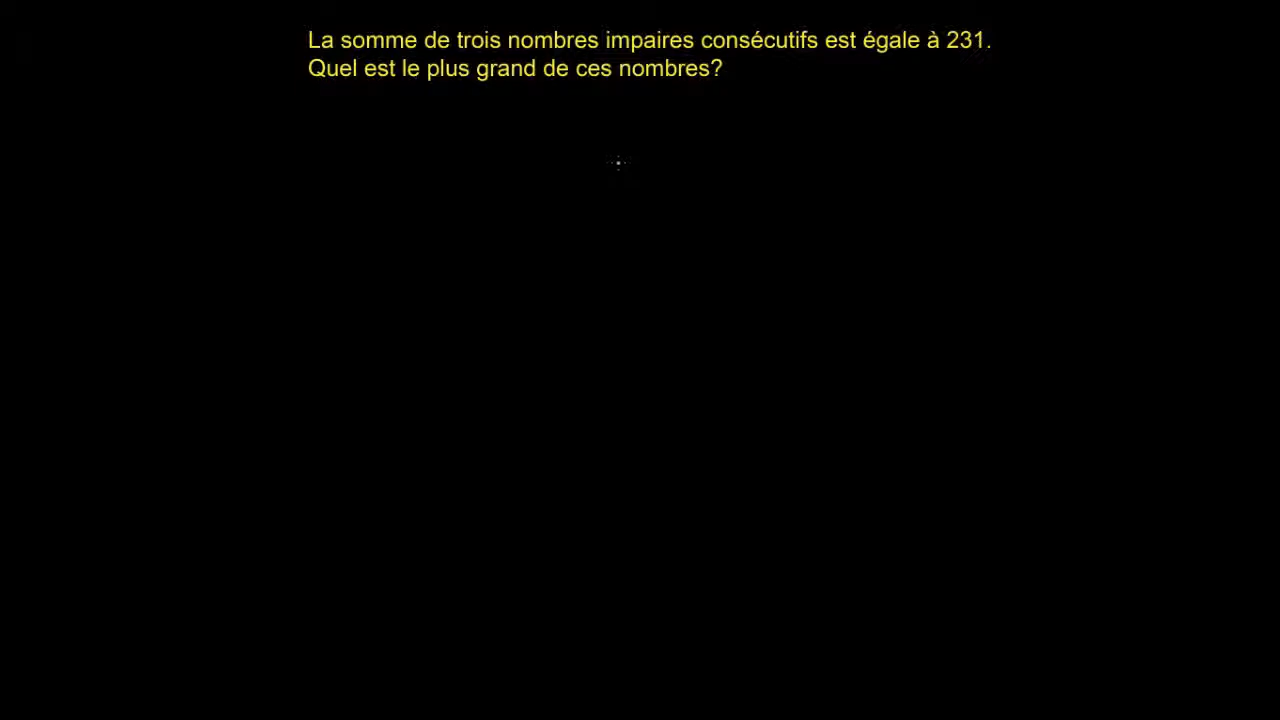 La somme de trois nombres impaires consécutifs est égale à 231.
Quel est le plus grand de ces nombres?